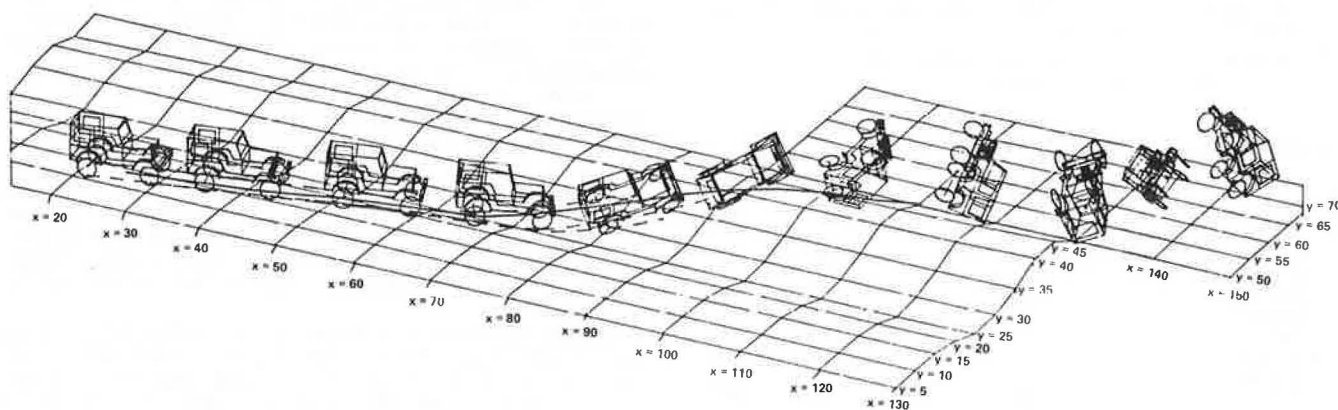 x = 20
x = 30
x = 40
x = 50
x = 60
x = 70
x = 80
x = 90
x = 100
x = 110
x = 120
x = 130
y = 5
y = 10
y = 15
y = 20
y = 25
y = 30
y = 35
y = 40
y = 45
x = 140
x = 150
y = 50
y = 55
y = 60
y = 65
y = 70